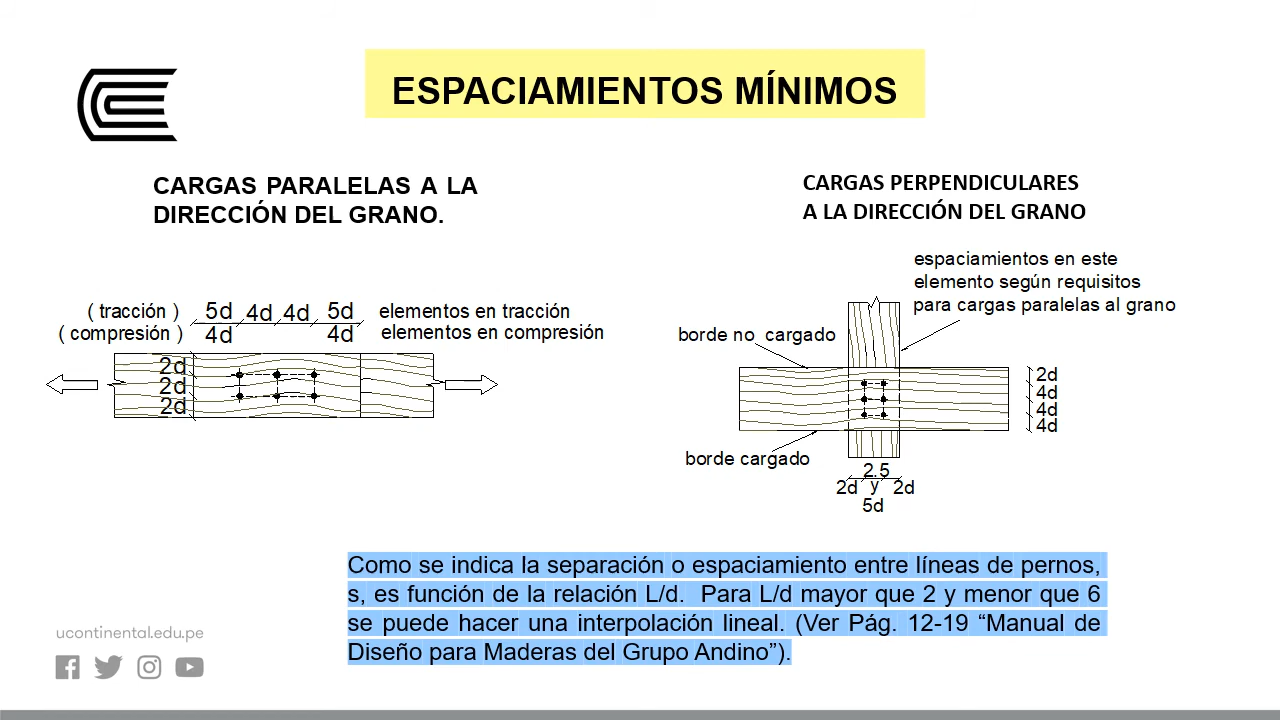 ESPACIAMIENTOS MÍNIMOS
CARGAS PARALELAS A LA
DIRECCIÓN DEL GRANO.
( tracción ) 5d 4d 4d 5d elementos en tracción
( compresión ) 4d 4d elementos en compresión
2d
2d
2d
CARGAS PERPENDICULARES
A LA DIRECCIÓN DEL GRANO
espaciamientos en este
elemento según requisitos
para cargas paralelas al grano
borde no cargado
2d
4d
4d
4d
borde cargado
2.5
2d y 2d
5d
Como se indica la separación o espaciamiento entre líneas de pernos,
s, es función de la relación L/d. Para L/d mayor que 2 y menor que 6
se puede hacer una interpolación lineal. (Ver Pág. 12-19 “Manual de
Diseño para Maderas del Grupo Andino”).
ucontinental.edu.pe